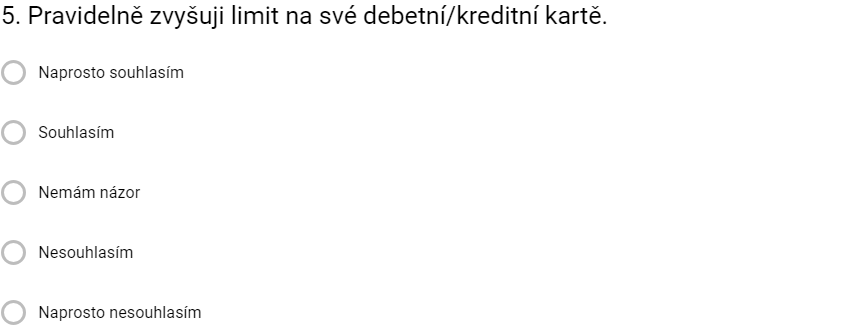 5. Pravidelně zvyšuji limit na své debetní/kreditní kartě.
Naprosto souhlasím
Souhlasím
Nemám názor
Nesouhlasím
Naprosto nesouhlasím